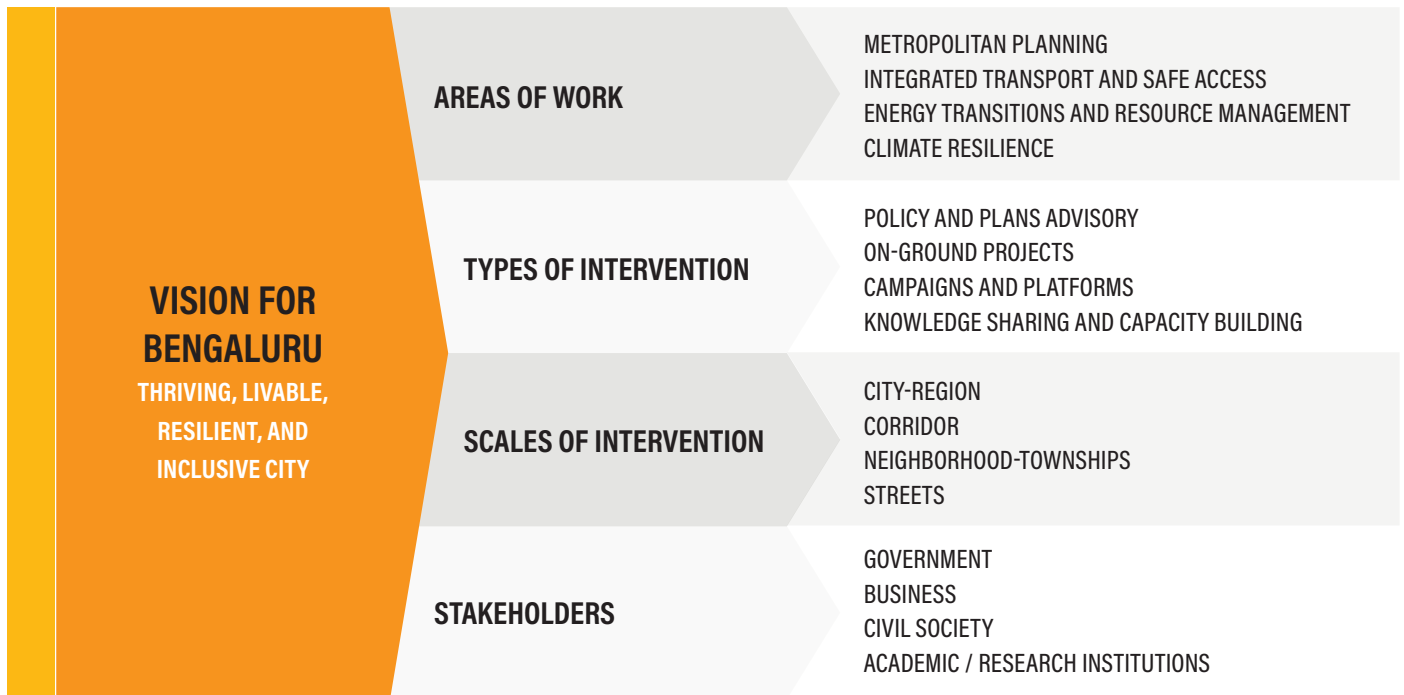 VISION FOR
BENGALURU
THRIVING, LIVABLE,
RESILIENT, AND
INCLUSIVE CITY
AREAS OF WORK
METROPOLITAN PLANNING
INTEGRATED TRANSPORT AND SAFE ACCESS
ENERGY TRANSITIONS AND RESOURCE MANAGEMENT
CLIMATE RESILIENCE
TYPES OF INTERVENTION
POLICY AND PLANS ADVISORY
ON-GROUND PROJECTS
CAMPAIGNS AND PLATFORMS
KNOWLEDGE SHARING AND CAPACITY BUILDING
SCALES OF INTERVENTION
CITY-REGION
CORRIDOR
NEIGHBORHOOD-TOWNSHIPS
STREETS
STAKEHOLDERS
GOVERNMENT
BUSINESS
CIVIL SOCIETY
ACADEMIC / RESEARCH INSTITUTIONS